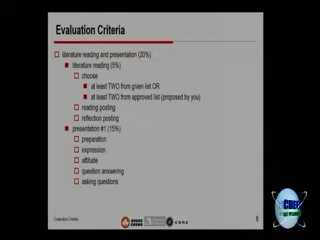 Evaluation Criteria
literature reading and presentation (20%)
literature reading (5%)
choose
at least TWO from given list OR
at least TWO from approved list (proposed by you)
reading posting
reflection posting
presentation #1 (15%)
preparation
expression
attitude
question answering
asking questions
Evaluation Criteria